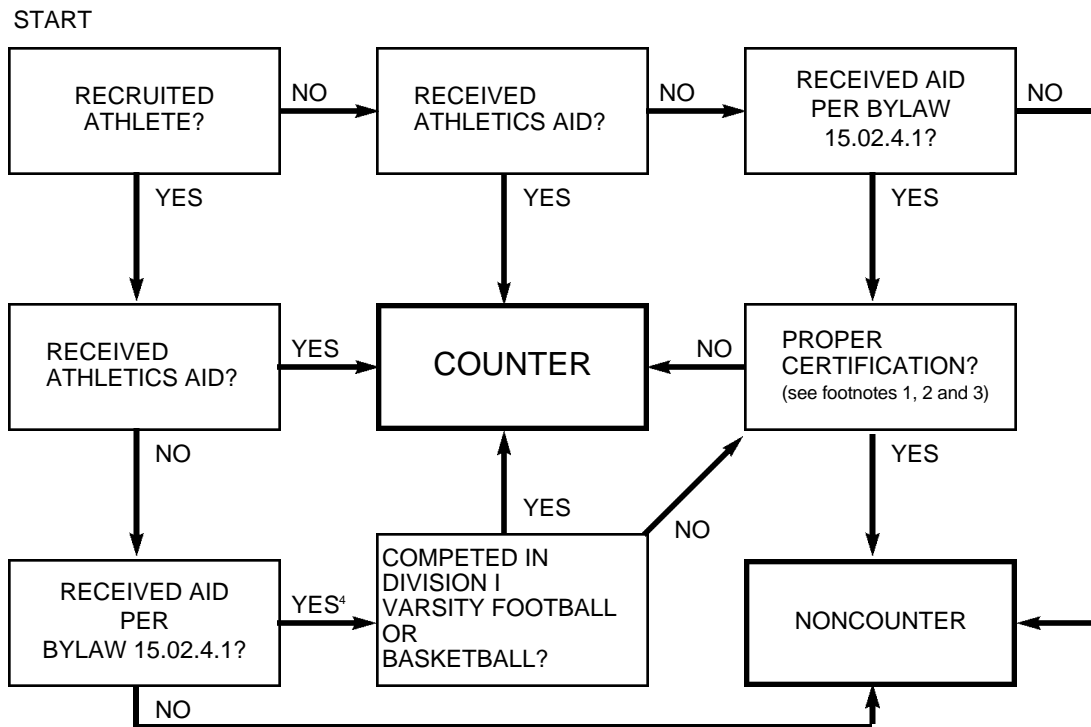 START
RECRUITED
ATHLETE?
NO
RECEIVED
ATHLETICS AID?
NO
RECEIVED AID
PER BYLAW
15.02.4.1?
NO
YES
YES
YES
RECEIVED
ATHLETICS AID?
YES
COUNTER
NO
PROPER
CERTIFICATION?
(see footnotes 1, 2 and 3)
NO
YES
NO
YES
RECEIVED AID
PER
BYLAW 15.02.4.1?
YES⁴
COMPETED IN
DIVISION I
VARSITY FOOTBALL
OR
BASKETBALL?
NONCOUNTER
NO